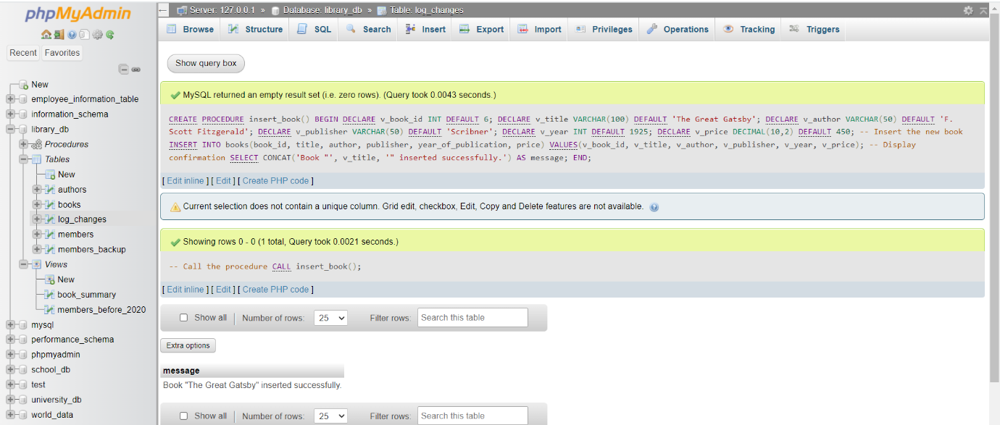 phpMyAdmin
Recent Favorites
New
employee_information_table
information_schema
library_db
Procedures
Tables
New
authors
books
log_changes
members
members_backup
Views
New
book_summary
members_before_2020
mysql
performance_schema
phpmyadmin
school_db
test
university_db
world_data
Server: 127.0.0.1 » Database: library_db » Table: log_changes
Browse Structure SQL Search Insert Export Import Privileges Operations Tracking Triggers
Show query box
MySQL returned an empty result set (i.e. zero rows). (Query took 0.0043 seconds.)
CREATE PROCEDURE insert_book() BEGIN DECLARE v_book_id INT DEFAULT 6; DECLARE v_title VARCHAR(100) DEFAULT 'The Great Gatsby'; DECLARE v_author VARCHAR(50) DEFAULT 'F.
Scott Fitzgerald'; DECLARE v_publisher VARCHAR(50) DEFAULT 'Scribner'; DECLARE v_year INT DEFAULT 1925; DECLARE v_price DECIMAL(10,2) DEFAULT 450; -- Insert the new book
INSERT INTO books(book_id, title, author, publisher, year_of_publication, price) VALUES(v_book_id, v_title, v_author, v_publisher, v_year, v_price); -- Display
confirmation SELECT CONCAT('Book "', v_title, '" inserted successfully.') AS message; END;
[ Edit inline ] [ Edit ] [ Create PHP code ]
Current selection does not contain a unique column. Grid edit, checkbox, Edit, Copy and Delete features are not available.
Showing rows 0 - 0 (1 total, Query took 0.0021 seconds.)
-- Call the procedure CALL insert_book();
[ Edit inline ] [ Edit ] [ Create PHP code ]
Show all Number of rows: 25 Filter rows: Search this table
Extra options
message
Book "The Great Gatsby" inserted successfully.
Show all Number of rows: 25 Filter rows: Search this table